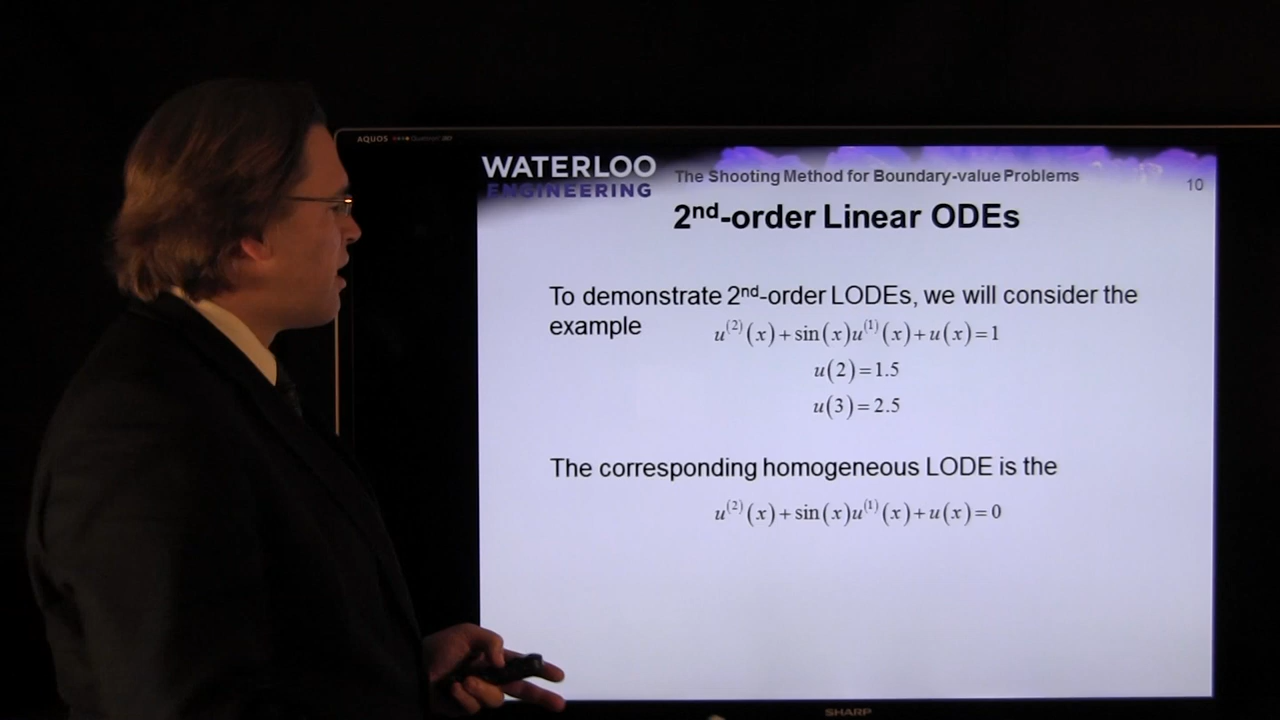 AQUOS
WATERLOO
ENGINEERING
The Shooting Method for Boundary-value Problems
10
2nd-order Linear ODEs
To demonstrate 2nd-order LODEs, we will consider the
example
u^(2)(x)+sin(x)u^(1)(x)+u(x)=1
u(2)=1.5
u(3)=2.5
The corresponding homogeneous LODE is the
u^(2)(x)+sin(x)u^(1)(x)+u(x)=0
SHARP